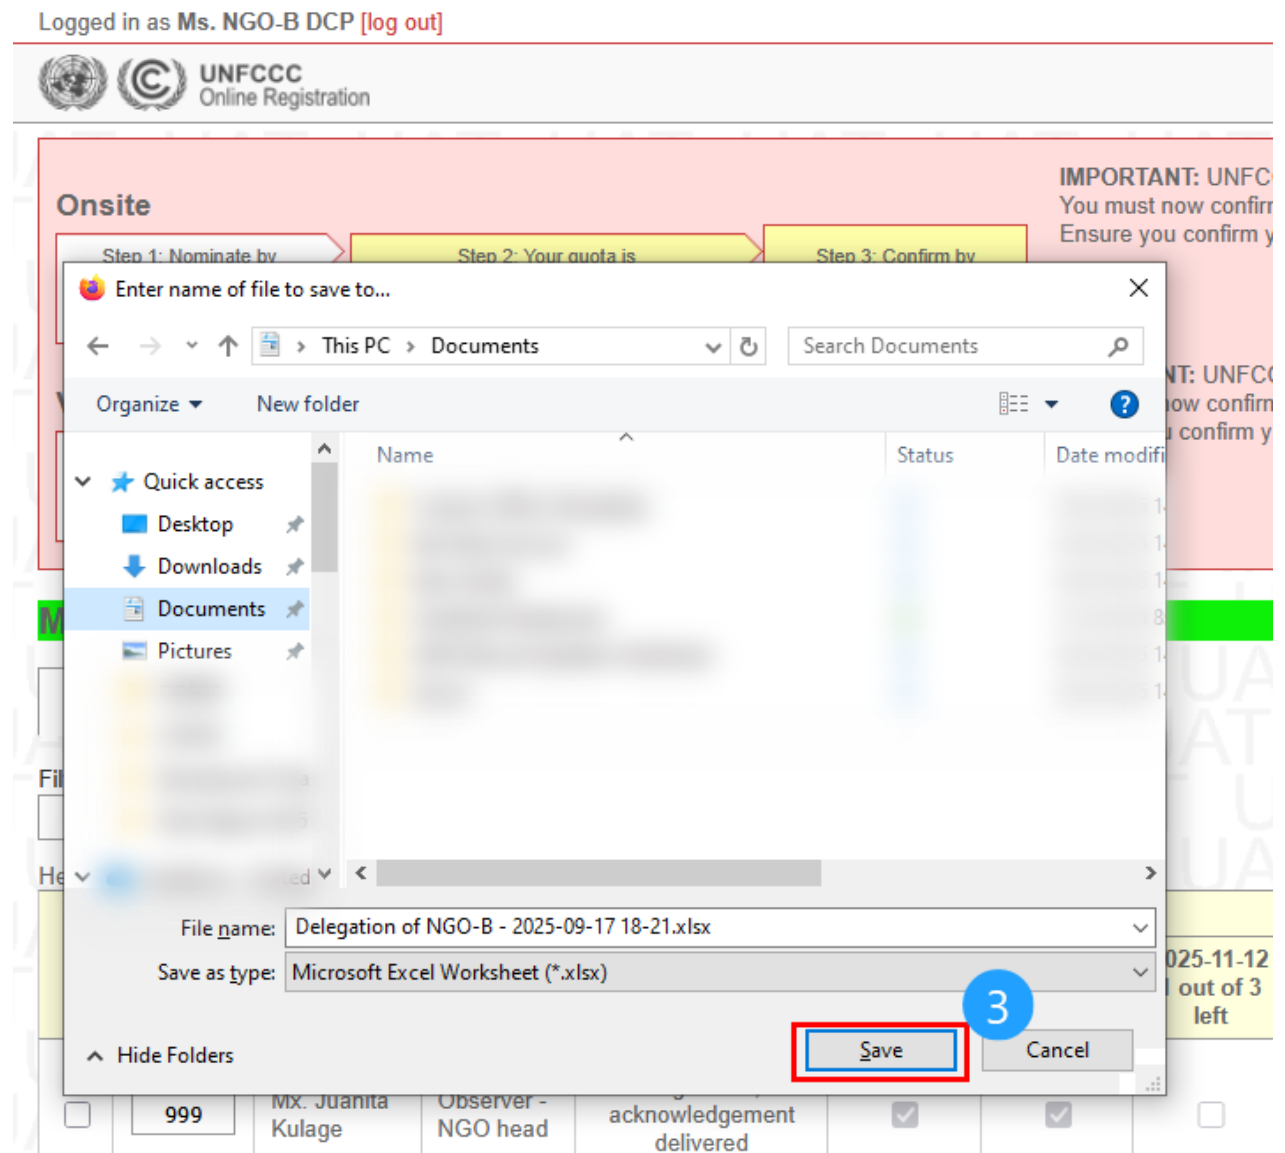 Logged in as Ms. NGO-B DCP [log out]
UNFCCC
Online Registration
IMPORTANT: UNFC
You must now confir
Ensure you confirm y
Onsite
Step 1: Nominate by
Step 2: Your quota is
Step 3: Confirm by
Enter name of file to save to...
This PC > Documents
Search Documents
NT: UNFC
now confirm
confirm y
Organize
New folder
Name
Status
Date modifi
Quick access
Desktop
Downloads
Documents
Pictures
M
Fil
He
File name: Delegation of NGO-B - 2025-09-17 18-21.xlsx
Save as type: Microsoft Excel Worksheet (*.xlsx)
025-11-12
1 out of 3
left
3
Hide Folders
Save
Cancel
999
Mx. Juanita
Kulage
Observer -
NGO head
acknowledgement
delivered